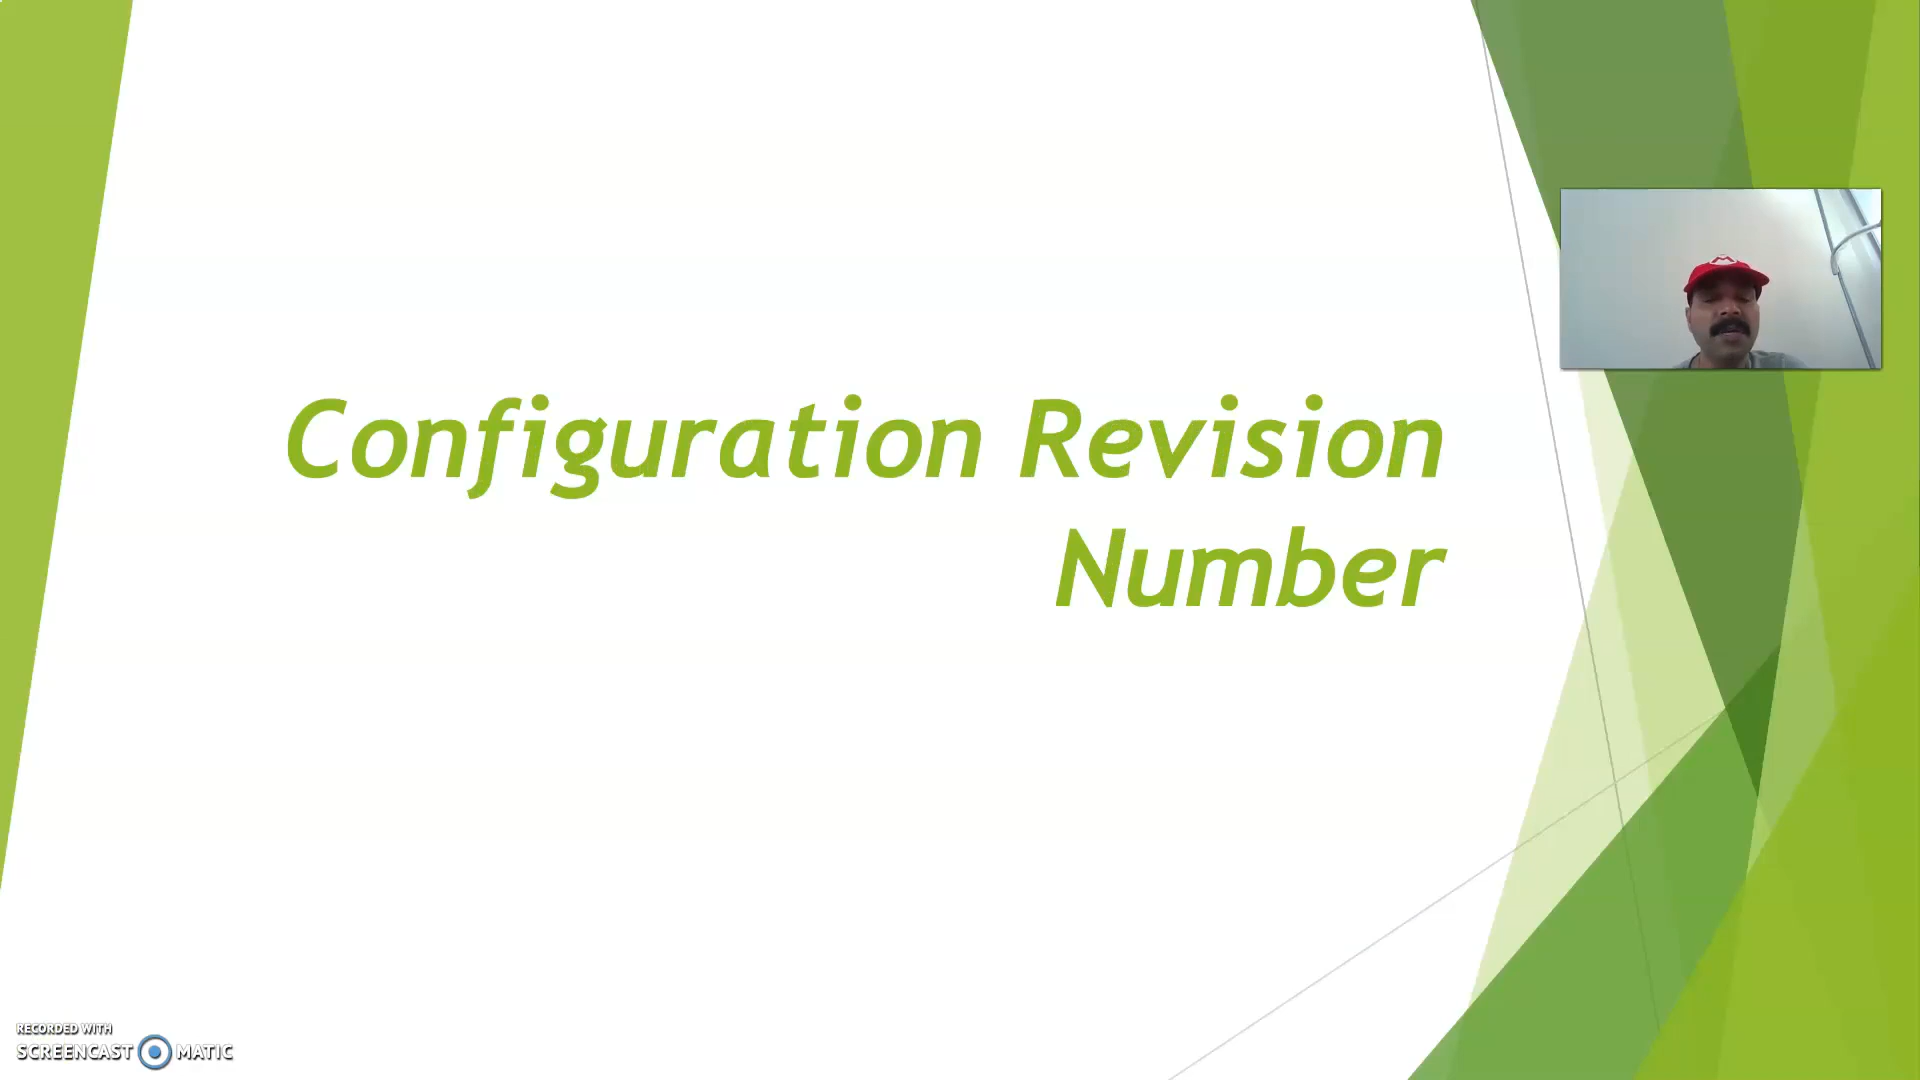 Configuration Revision
Number
M
RECORDED WITH
SCREENCAST MATIC